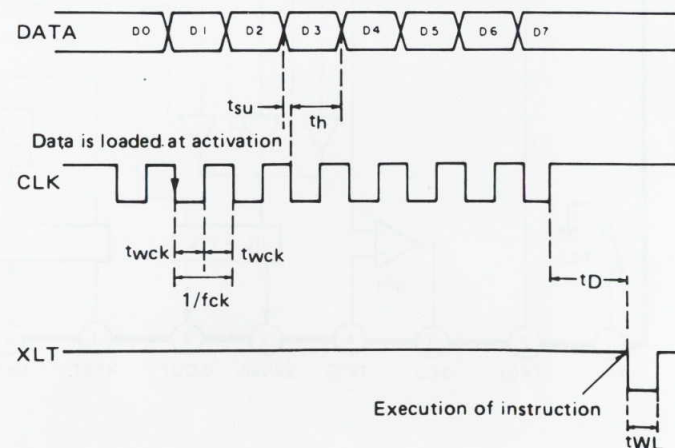 DATA D0 D1 D2 D3 D4 D5 D6 D7
tsu th
Data is loaded at activation
CLK
twck twck
1/fck
tD
XLT
Execution of instruction
tWL